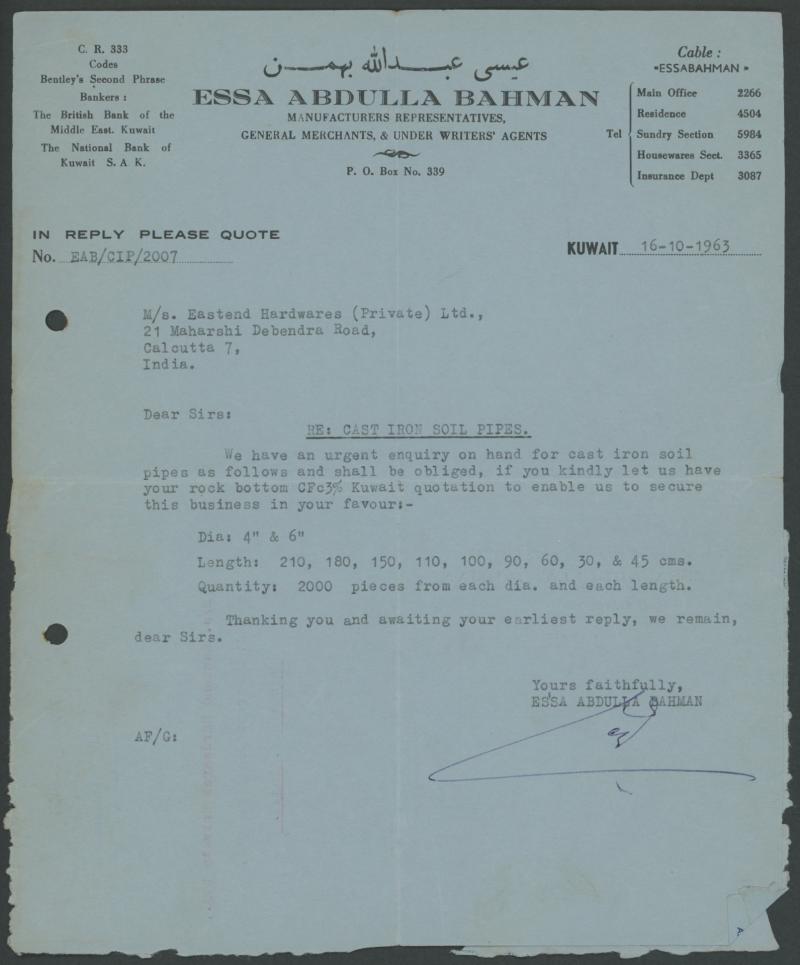 C. R. 333
Codes
Bentley's Second Phrase
Bankers :
The British Bank of the
Middle East. Kuwait
The National Bank of
Kuwait S. A. K.
عيسى عبدالله بهمن
ESSA ABDULLA BAHMAN
MANUFACTURERS REPRESENTATIVES,
GENERAL MERCHANTS, & UNDER WRITERS' AGENTS
P. O. Box No. 339
Cable :
"ESSABAHMAN"
Tel
Main Office 2266
Residence 4504
Sundry Section 5984
Housewares Sect. 3365
Insurance Dept 3087
IN REPLY PLEASE QUOTE
No. EAB/CIP/2007
KUWAIT 16-10-1963
M/s. Eastend Hardwares (Private) Ltd.,
21 Maharshi Debendra Road,
Calcutta 7,
India.
Dear Sirs:
RE: CAST IRON SOIL PIPES.
We have an urgent enquiry on hand for cast iron soil
pipes as follows and shall be obliged, if you kindly let us have
your rock bottom CFc3% Kuwait quotation to enable us to secure
this business in your favour:-
Dia: 4" & 6"
Length: 210, 180, 150, 110, 100, 90, 60, 30, & 45 cms.
Quantity: 2000 pieces from each dia. and each length.
Thanking you and awaiting your earliest reply, we remain,
dear Sirs.
Yours faithfully,
ESSA ABDULLA BAHMAN
AF/G: